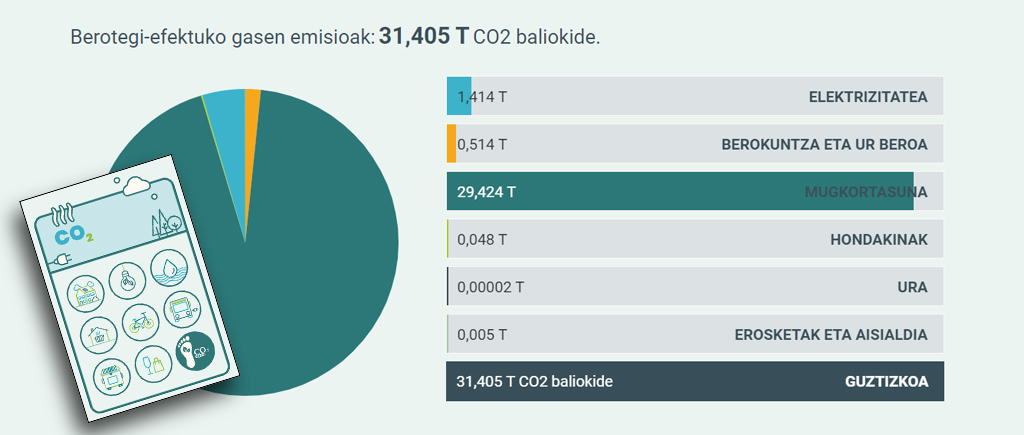 Berotegi-efektuko gasen emisioak: 31,405 T CO2 baliokide.
1,414 T ELEKTRIZITATEA
0,514 T BEROKUNTZA ETA UR BEROA
29,424 T MUGKORTASUNA
0,048 T HONDAKINAK
0,00002 T URA
0,005 T EROSKETAK ETA AISIALDIA
31,405 T CO2 baliokide GUZTIZKOA
CO2
CO2